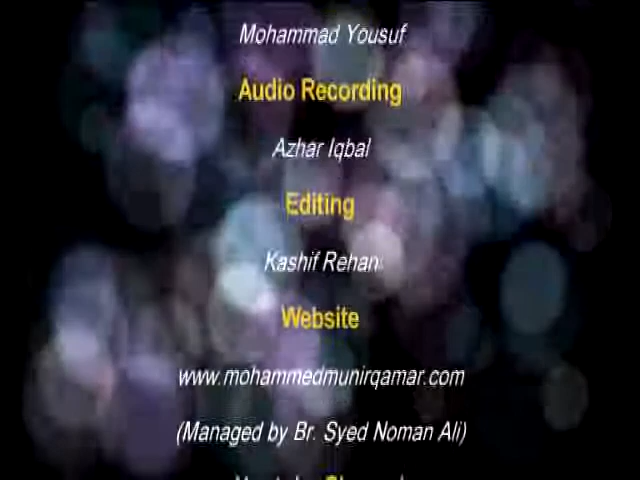 Mohammad Yousuf
Audio Recording
Azhar Iqbal
Editing
Kashif Rehan
Website
www.mohammedmunirqamar.com
(Managed by Br. Syed Noman Ali)